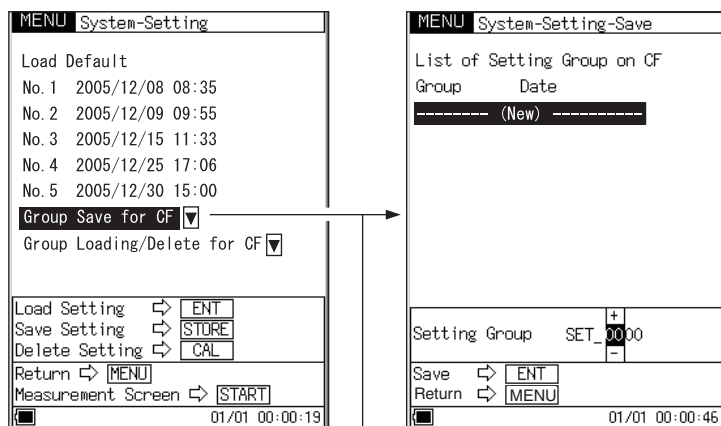 MENU System-Setting
Load Default
No. 1 2005/12/08 08:35
No. 2 2005/12/09 09:55
No. 3 2005/12/15 11:33
No. 4 2005/12/25 17:06
No. 5 2005/12/30 15:00
Group Save for CF ▼
Group Loading/Delete for CF ▼
Load Setting ⇨ ENT
Save Setting ⇨ STORE
Delete Setting ⇨ CAL
Return ⇨ MENU
Measurement Screen ⇨ START
01/01 00:00:19
MENU System-Setting-Save
List of Setting Group on CF
Group Date
-------- (New) ----------
+
Setting Group SET_0000
-
Save ⇨ ENT
Return ⇨ MENU
01/01 00:00:46